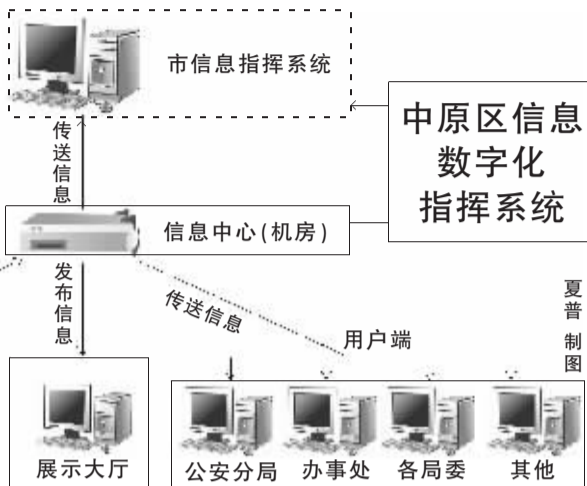 市信息指挥系统
中原区信息
数字化
指挥系统
传送信息
信息中心(机房)
发布信息
传送信息
用户端
夏普 制图
展示大厅
公安分局
办事处
各局委
其他